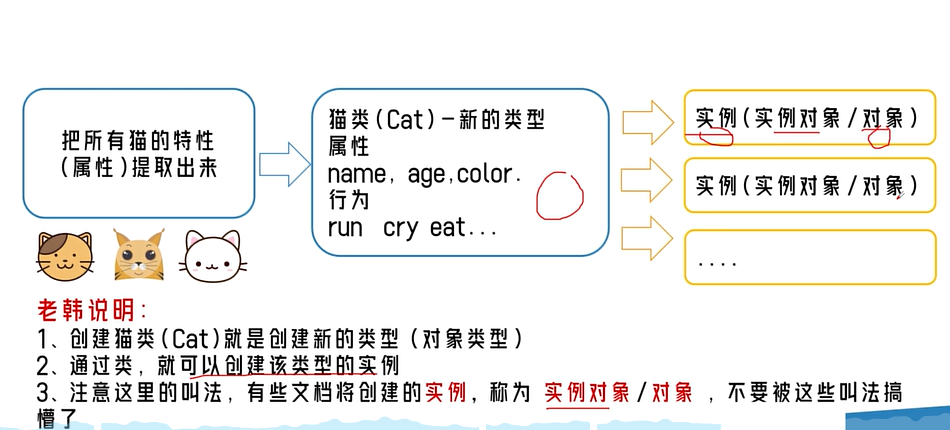 把所有猫的特性
(属性)提取出来
猫类(Cat)-新的类型
属性
name, age,color.
行为
run cry eat...
实例(实例对象/对象)
实例(实例对象/对象)
....
老韩说明:
1、创建猫类(Cat)就是创建新的类型(对象类型)
2、通过类, 就可以创建该类型的实例
3、注意这里的叫法, 有些文档将创建的实例, 称为 实例对象/对象 , 不要被这些叫法搞
懵了